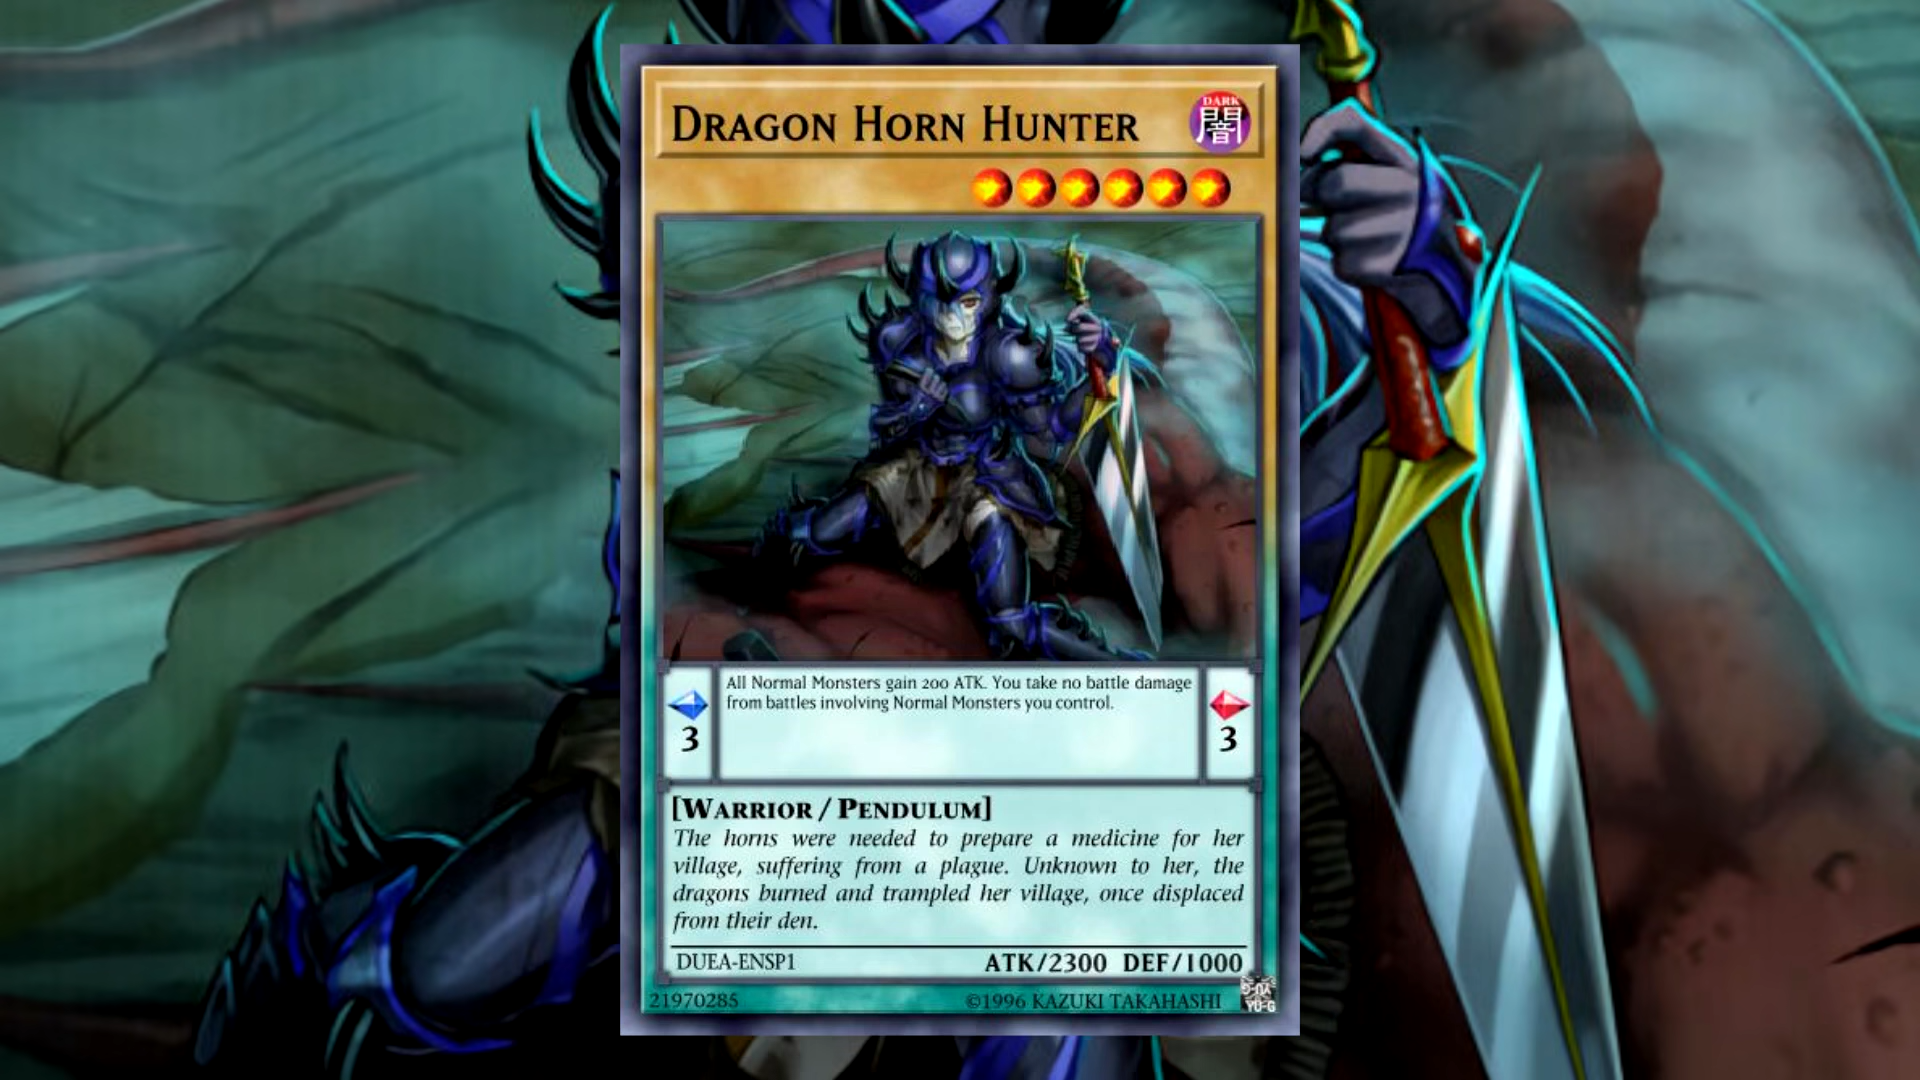 DRAGON HORN HUNTER
DARK
闇
All Normal Monsters gain 200 ATK. You take no battle damage
from battles involving Normal Monsters you control.
3
3
[WARRIOR / PENDULUM]
The horns were needed to prepare a medicine for her
village, suffering from a plague. Unknown to her, the
dragons burned and trampled her village, once displaced
from their den.
DUEA-ENSP1
ATK/2300 DEF/1000
21970285
©1996 KAZUKI TAKAHASHI